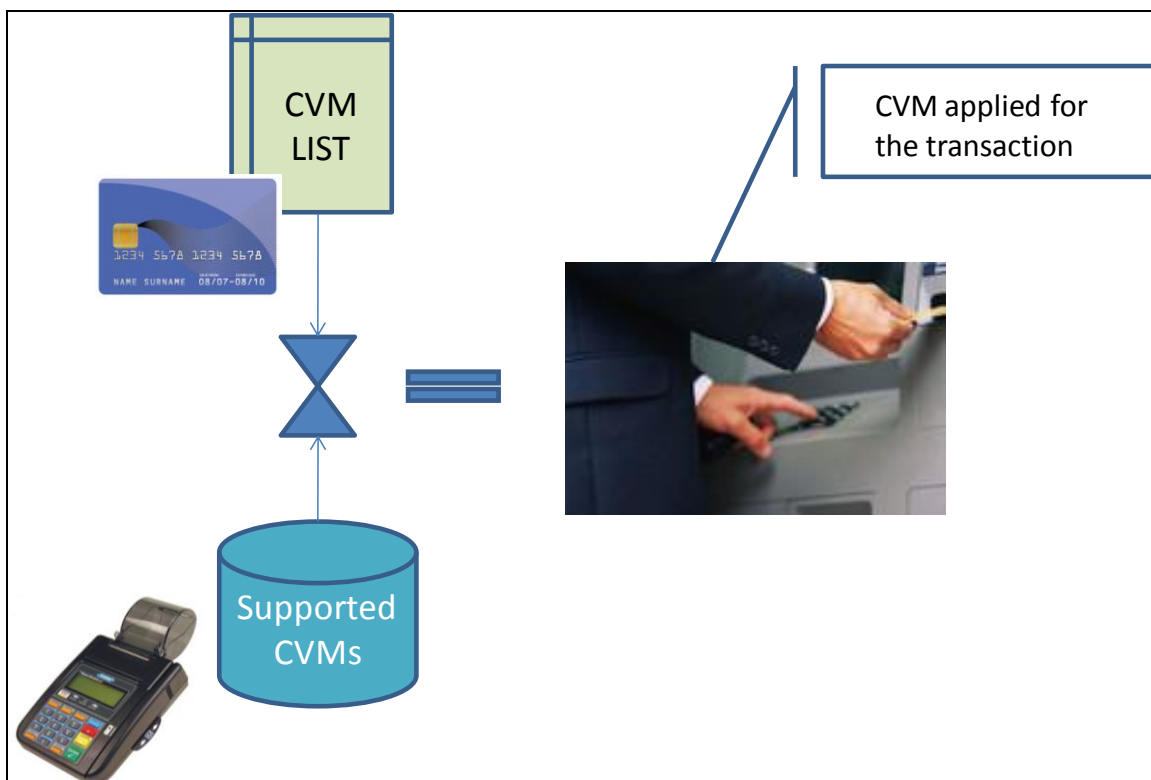 CVM
LIST
CVM applied for
the transaction
1234 5678 1234 5678
NAME SURNAME 08/07-08/10
Supported
CVMs